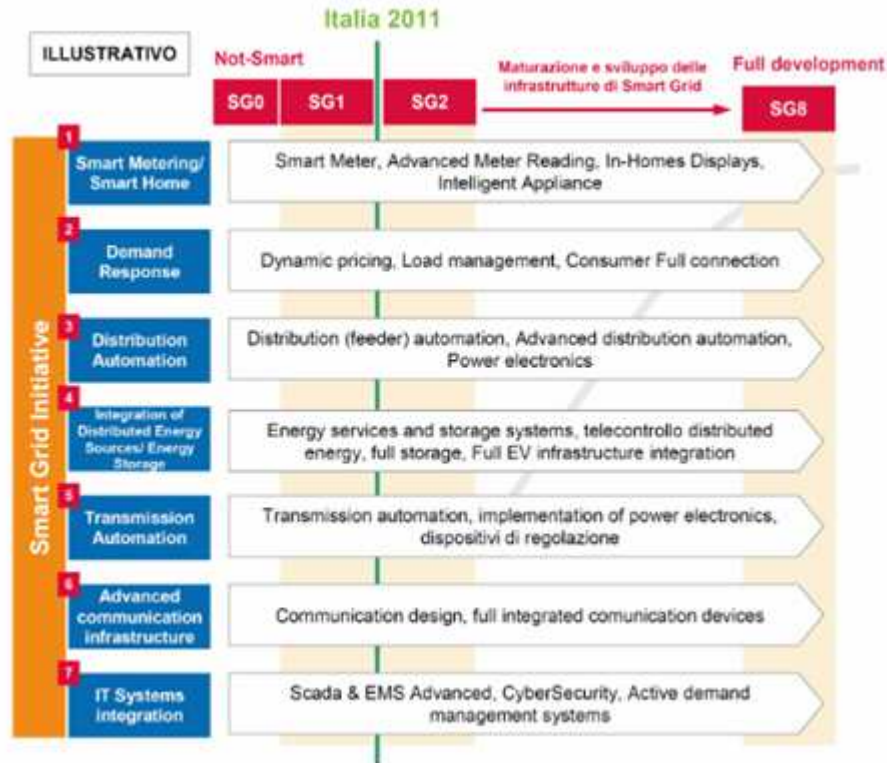 Italia 2011
ILLUSTRATIVO
Not-Smart
Maturazione e sviluppo delle
infrastrutture di Smart Grid
Full development
SG0
SG1
SG2
SG8
Smart Grid Initiative
1
Smart Metering/
Smart Home
Smart Meter, Advanced Meter Reading, In-Homes Displays,
Intelligent Appliance
2
Demand
Response
Dynamic pricing, Load management, Consumer Full connection
3
Distribution
Automation
Distribution (feeder) automation, Advanced distribution automation,
Power electronics
4
Integration of
Distributed Energy
Sources/ Energy
Storage
Energy services and storage systems, telecontrollo distributed
energy, full storage, Full EV infrastructure integration
5
Transmission
Automation
Transmission automation, implementation of power electronics,
dispositivi di regolazione
6
Advanced
communication
infrastructure
Communication design, full integrated comunication devices
7
IT Systems
integration
Scada & EMS Advanced, CyberSecurity, Active demand
management systems